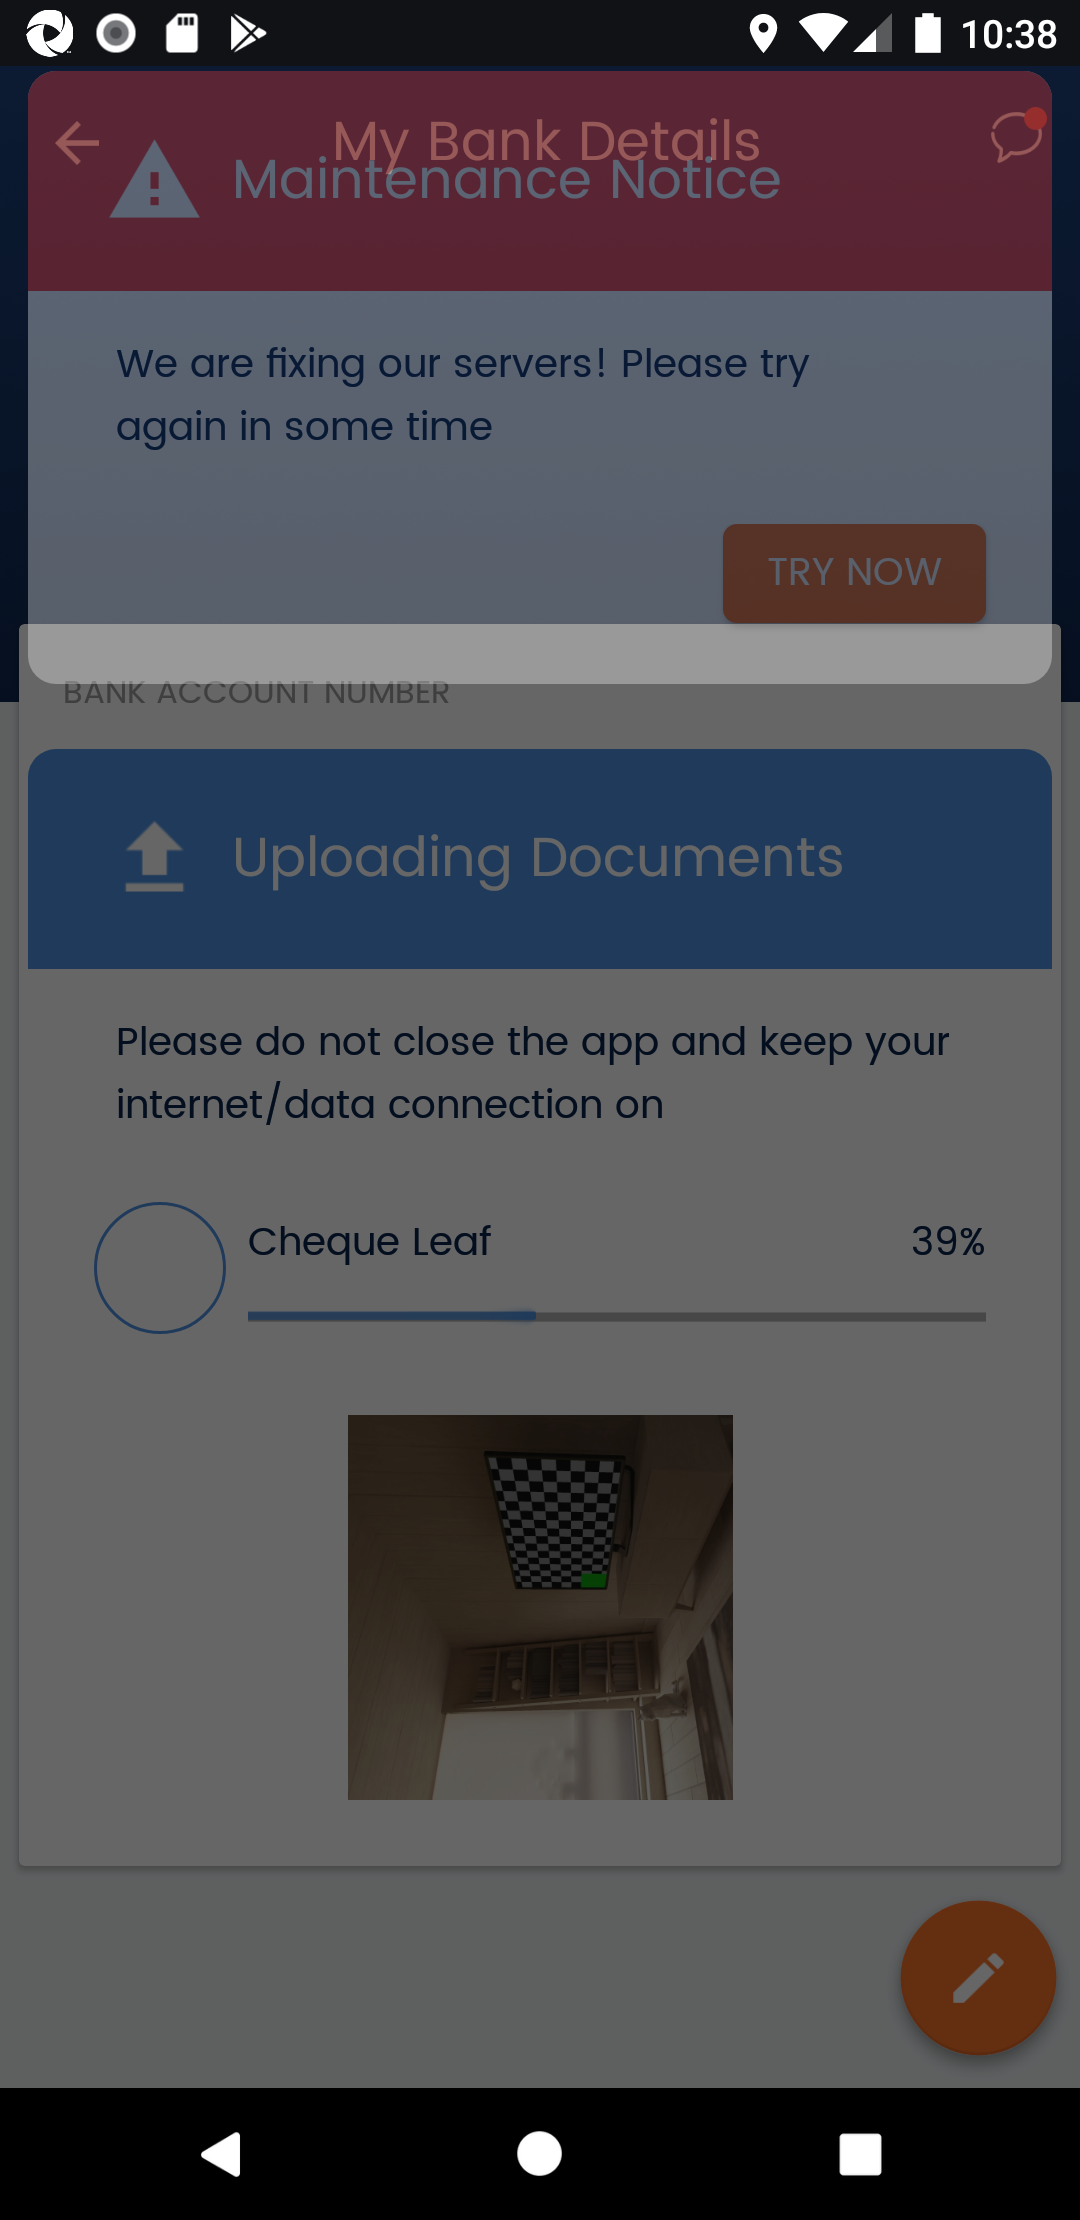 10:38
My Bank Details
Maintenance Notice
We are fixing our servers! Please try
again in some time
TRY NOW
BANK ACCOUNT NUMBER
Uploading Documents
Please do not close the app and keep your
internet/data connection on
Cheque Leaf 39%